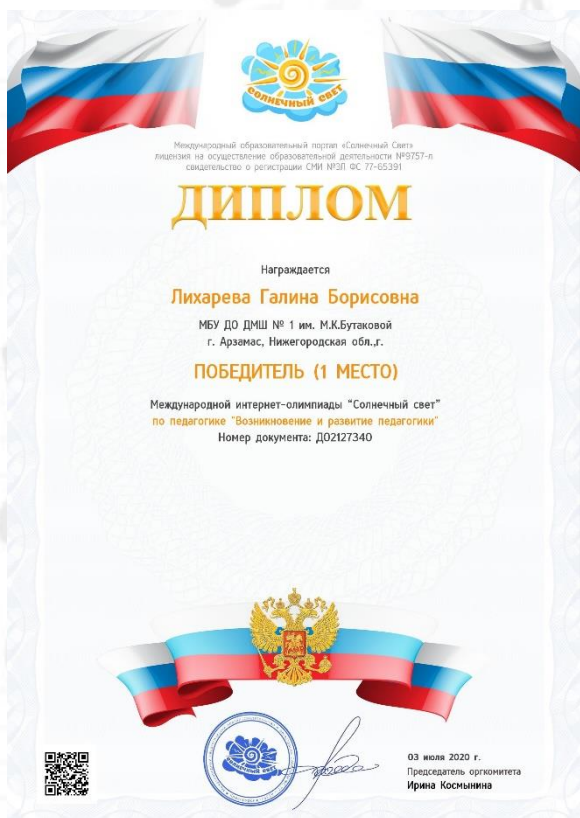 СОЛНЕЧНЫЙ СВЕТ
Международный образовательный портал «Солнечный Свет»
лицензия на осуществление образовательной деятельности №9757-л
свидетельство о регистрации СМИ №ЭЛ ФС 77-65391
ДИПЛОМ
Награждается
Лихарева Галина Борисовна
МБУ ДО ДМШ № 1 им. М.К.Бутаковой
г. Арзамас, Нижегородская обл.,г.
ПОБЕДИТЕЛЬ (1 МЕСТО)
Международной интернет-олимпиады "Солнечный свет"
по педагогике "Возникновение и развитие педагогики"
Номер документа: ДО2127340
СОЛНЕЧНЫЙ СВЕТ
03 июля 2020 г.
Председатель оргкомитета
Ирина Космынина